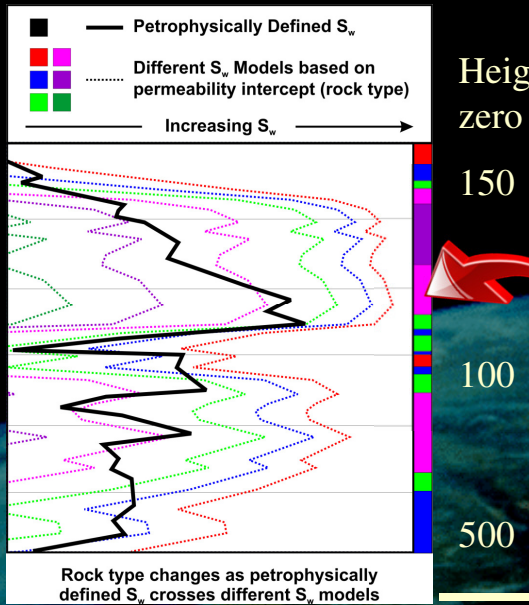 Petrophysically Defined Sw
Different Sw Models based on
permeability intercept (rock type)
Increasing Sw
Heig
zero
150
100
500
Rock type changes as petrophysically
defined Sw crosses different Sw models